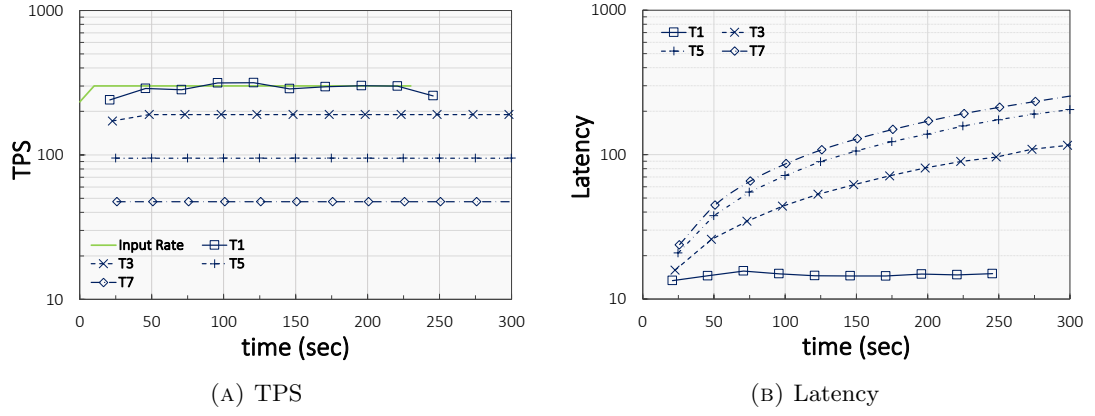 1000
100
10
TPS
Input Rate
T1
T3
T5
T7
0 50 100 150 200 250 300
time (sec)
(A) TPS
1000
100
10
Latency
T1 T3
T5 T7
0 50 100 150 200 250 300
time (sec)
(B) Latency